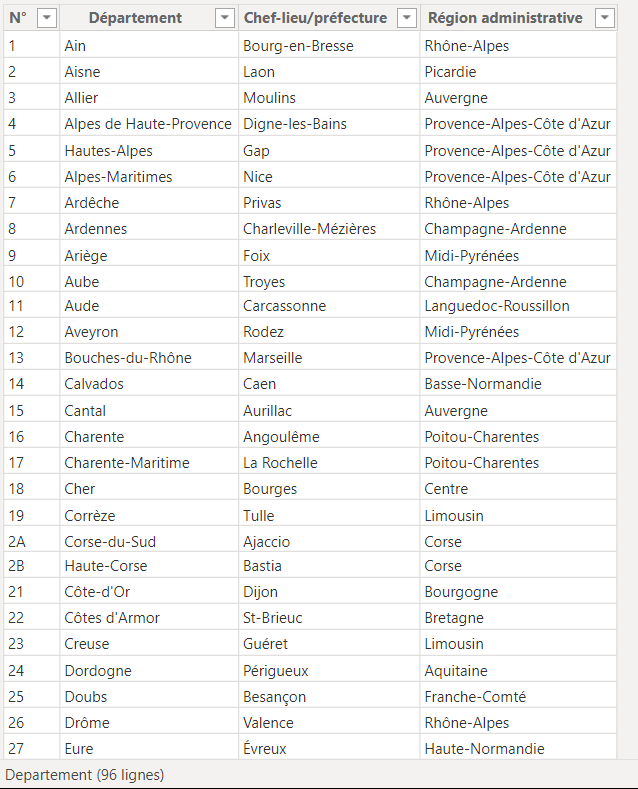 N° Département Chef-lieu/préfecture Région administrative
1 Ain Bourg-en-Bresse Rhône-Alpes
2 Aisne Laon Picardie
3 Allier Moulins Auvergne
4 Alpes de Haute-Provence Digne-les-Bains Provence-Alpes-Côte d'Azur
5 Hautes-Alpes Gap Provence-Alpes-Côte d'Azur
6 Alpes-Maritimes Nice Provence-Alpes-Côte d'Azur
7 Ardêche Privas Rhône-Alpes
8 Ardennes Charleville-Mézières Champagne-Ardenne
9 Ariège Foix Midi-Pyrénées
10 Aube Troyes Champagne-Ardenne
11 Aude Carcassonne Languedoc-Roussillon
12 Aveyron Rodez Midi-Pyrénées
13 Bouches-du-Rhône Marseille Provence-Alpes-Côte d'Azur
14 Calvados Caen Basse-Normandie
15 Cantal Aurillac Auvergne
16 Charente Angoulême Poitou-Charentes
17 Charente-Maritime La Rochelle Poitou-Charentes
18 Cher Bourges Centre
19 Corrèze Tulle Limousin
2A Corse-du-Sud Ajaccio Corse
2B Haute-Corse Bastia Corse
21 Côte-d'Or Dijon Bourgogne
22 Côtes d'Armor St-Brieuc Bretagne
23 Creuse Guéret Limousin
24 Dordogne Périgueux Aquitaine
25 Doubs Besançon Franche-Comté
26 Drôme Valence Rhône-Alpes
27 Eure Évreux Haute-Normandie
Departement (96 lignes)